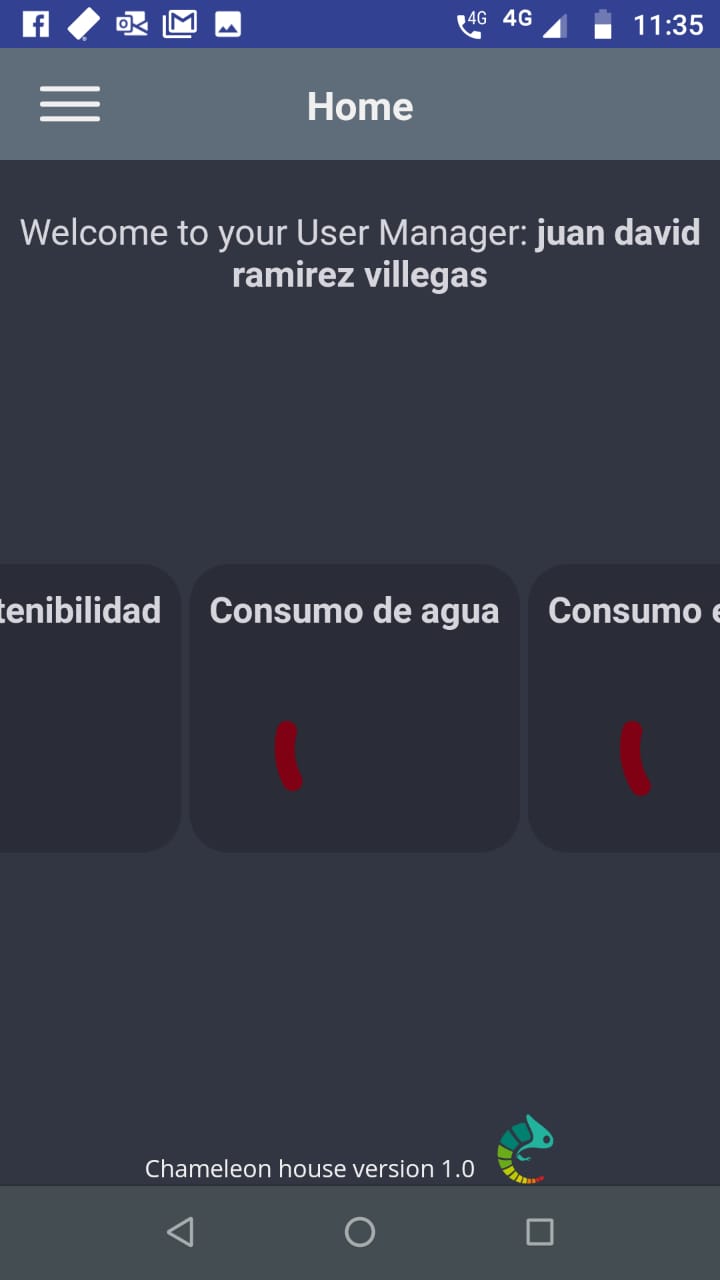 4G 4G 11:35
Home
Welcome to your User Manager: juan david
ramirez villegas
tenibilidad Consumo de agua Consumo e
Chameleon house version 1.0